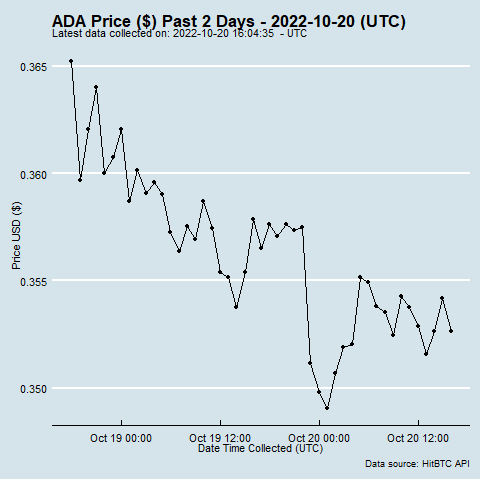 ADA Price ($) Past 2 Days - 2022-10-20 (UTC)
Latest data collected on: 2022-10-20 16:04:35  - UTC
0.365
0.360
0.355
0.350
Price USD ($)
Oct 19 00:00 Oct 19 12:00 Oct 20 00:00 Oct 20 12:00
Date Time Collected (UTC)
Data source: HitBTC API